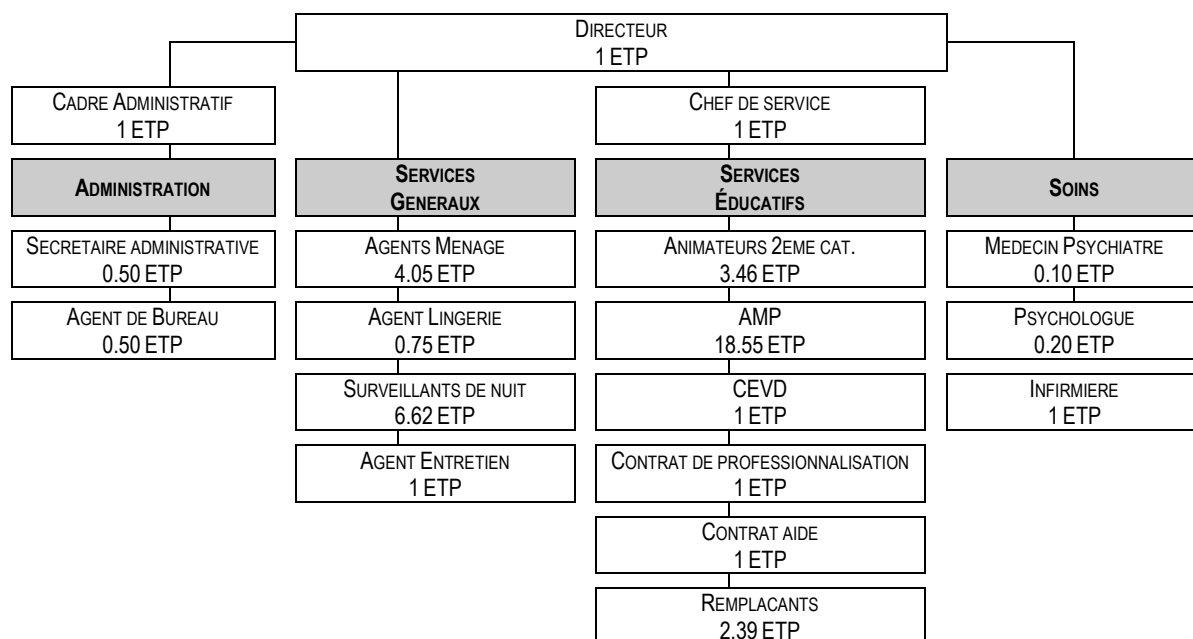 DIRECTEUR
1 ETP
CADRE ADMINISTRATIF
1 ETP
CHEF DE SERVICE
1 ETP
ADMINISTRATION
SERVICES
GENERAUX
SERVICES
ÉDUCATIFS
SOINS
SECRETAIRE ADMINISTRATIVE
0.50 ETP
AGENTS MENAGE
4.05 ETP
ANIMATEURS 2EME CAT.
3.46 ETP
MEDECIN PSYCHIATRE
0.10 ETP
AGENT DE BUREAU
0.50 ETP
AGENT LINGERIE
0.75 ETP
AMP
18.55 ETP
PSYCHOLOGUE
0.20 ETP
SURVEILLANTS DE NUIT
6.62 ETP
CEVD
1 ETP
INFIRMIERE
1 ETP
AGENT ENTRETIEN
1 ETP
CONTRAT DE PROFESSIONNALISATION
1 ETP
CONTRAT AIDE
1 ETP
REMPLACANTS
2.39 ETP